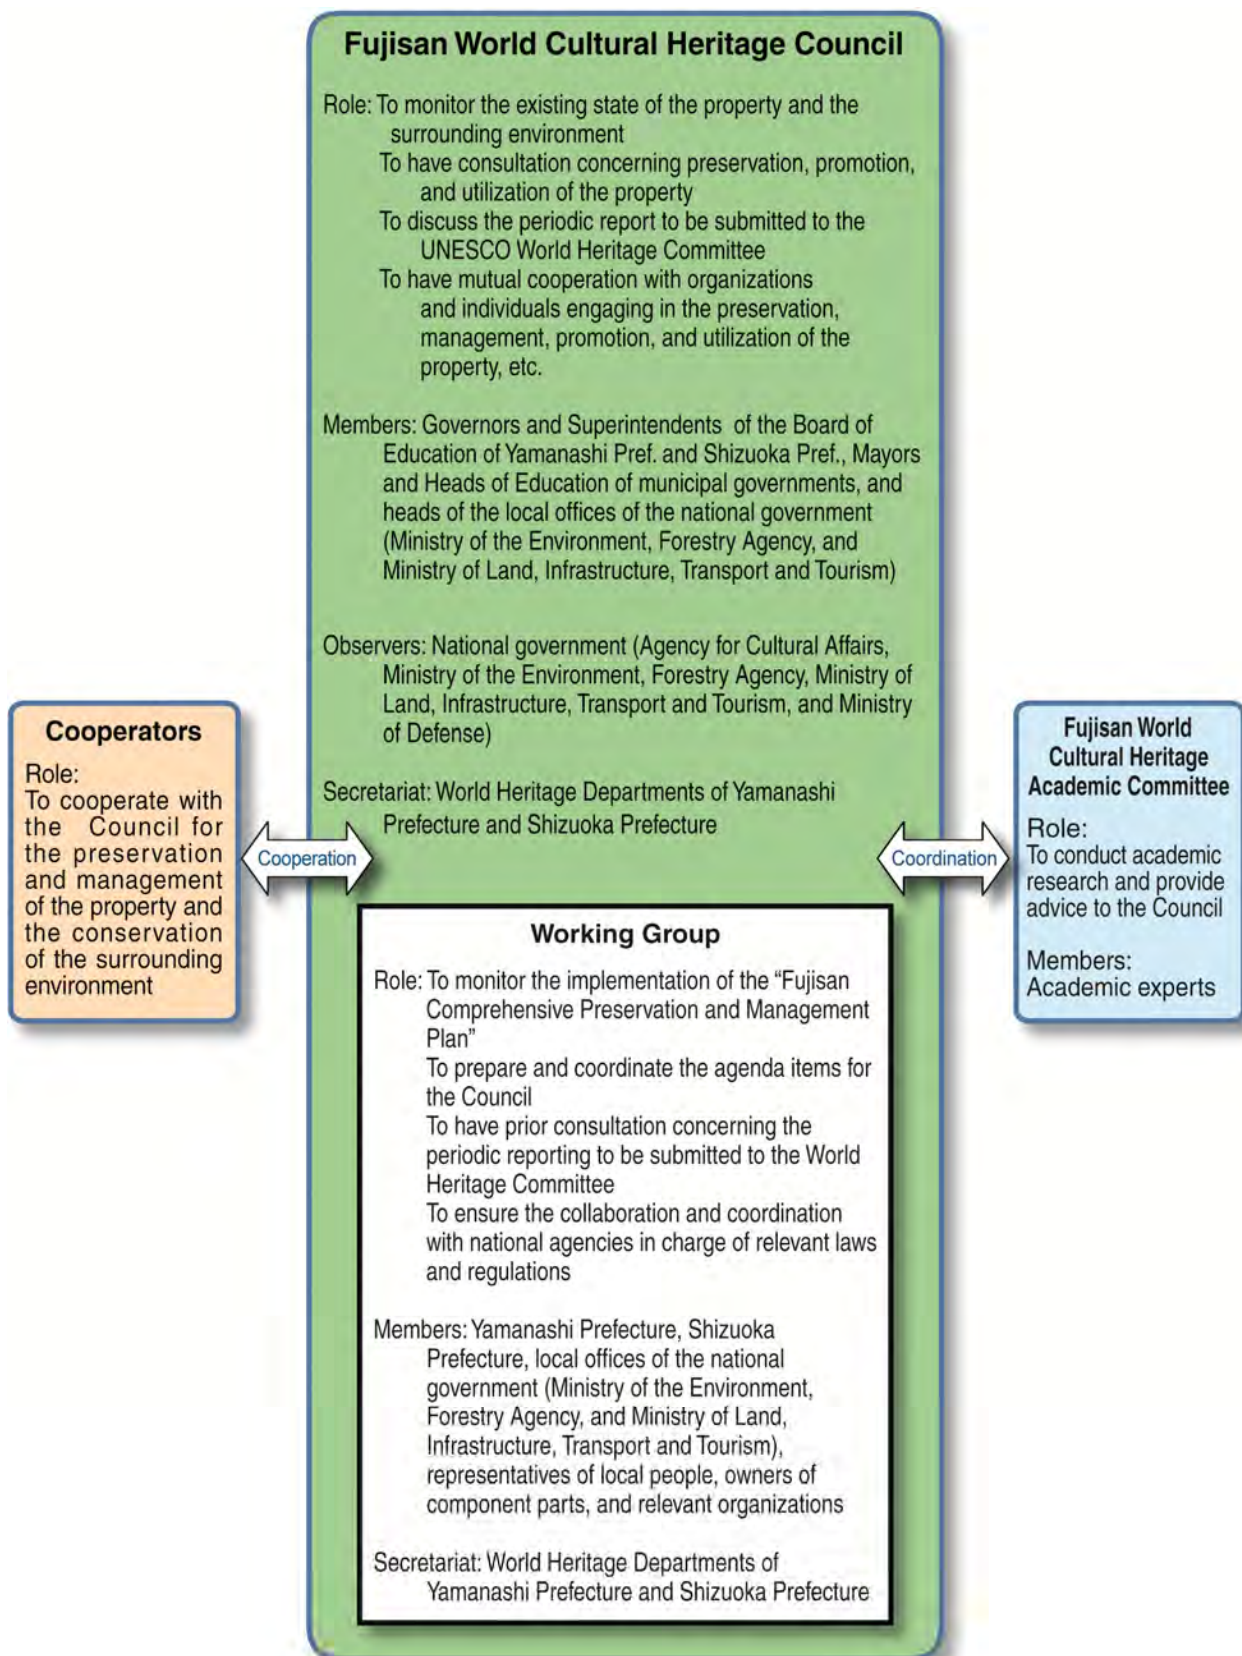 Fujisan World Cultural Heritage Council
Role: To monitor the existing state of the property and the
surrounding environment
To have consultation concerning preservation, promotion,
and utilization of the property
To discuss the periodic report to be submitted to the
UNESCO World Heritage Committee
To have mutual cooperation with organizations
and individuals engaging in the preservation,
management, promotion, and utilization of the
property, etc.
Members: Governors and Superintendents of the Board of
Education of Yamanashi Pref. and Shizuoka Pref., Mayors
and Heads of Education of municipal governments, and
heads of the local offices of the national government
(Ministry of the Environment, Forestry Agency, and
Ministry of Land, Infrastructure, Transport and Tourism)
Observers: National government (Agency for Cultural Affairs,
Ministry of the Environment, Forestry Agency, Ministry of
Land, Infrastructure, Transport and Tourism, and Ministry
of Defense)
Secretariat: World Heritage Departments of Yamanashi
Prefecture and Shizuoka Prefecture
Cooperators
Role:
To cooperate with
the Council for
the preservation
and management
of the property and
the conservation
of the surrounding
environment
Cooperation
Coordination
Fujisan World
Cultural Heritage
Academic Committee
Role:
To conduct academic
research and provide
advice to the Council
Members:
Academic experts
Working Group
Role: To monitor the implementation of the “Fujisan
Comprehensive Preservation and Management
Plan”
To prepare and coordinate the agenda items for
the Council
To have prior consultation concerning the
periodic reporting to be submitted to the World
Heritage Committee
To ensure the collaboration and coordination
with national agencies in charge of relevant laws
and regulations
Members: Yamanashi Prefecture, Shizuoka
Prefecture, local offices of the national
government (Ministry of the Environment,
Forestry Agency, and Ministry of Land,
Infrastructure, Transport and Tourism),
representatives of local people, owners of
component parts, and relevant organizations
Secretariat: World Heritage Departments of
Yamanashi Prefecture and Shizuoka Prefecture